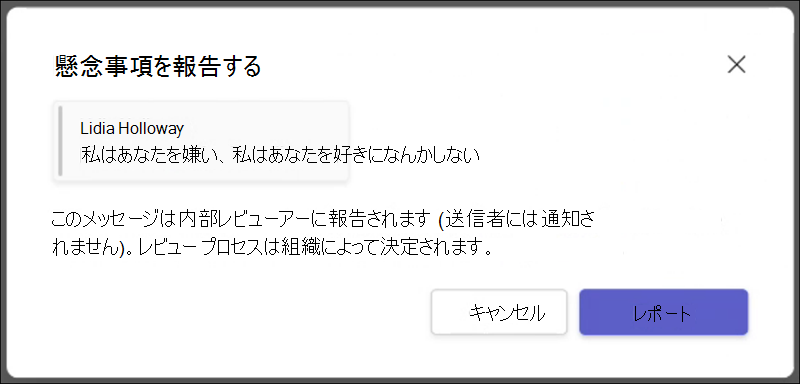 懸念事項を報告する
Lidia Holloway
私はあなたを嫌い、私はあなたを好きになんかしない
このメッセージは内部レビューアーに報告されます (送信者には通知さ
れません)。レビュー プロセスは組織によって決定されます。
キャンセル
レポート